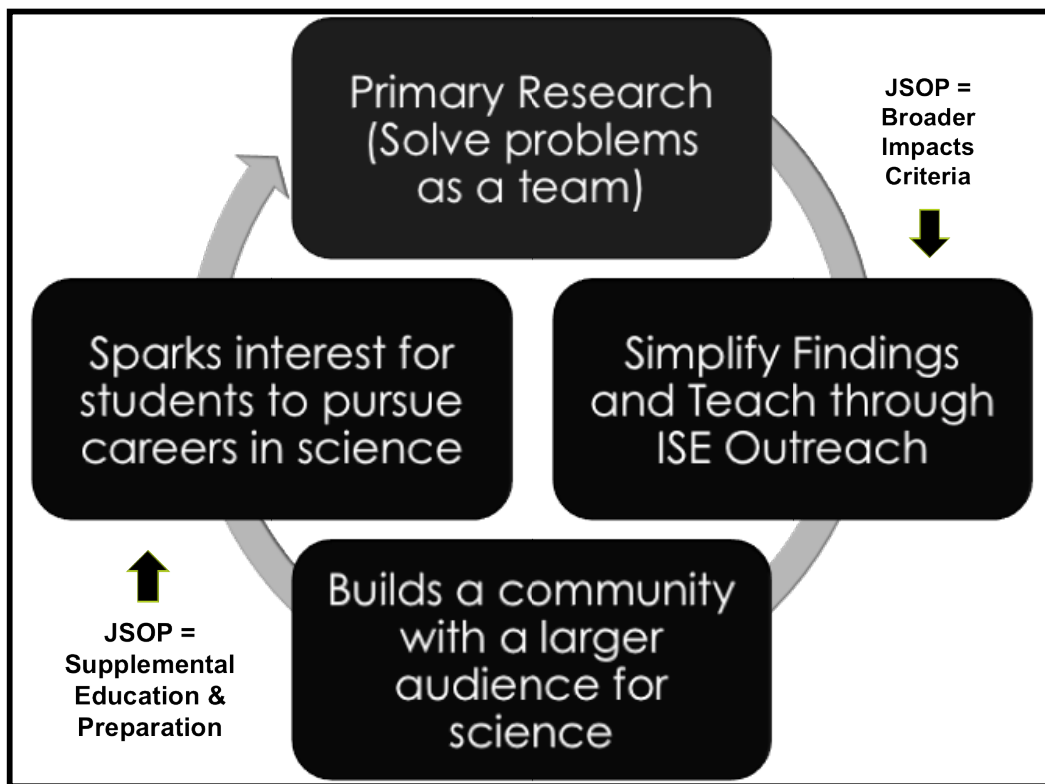 Primary Research
(Solve problems
as a team)
JSOP =
Broader
Impacts
Criteria
Simplify Findings
and Teach through
ISE Outreach
Builds a community
with a larger
audience for
science
Sparks interest for
students to pursue
careers in science
JSOP =
Supplemental
Education &
Preparation